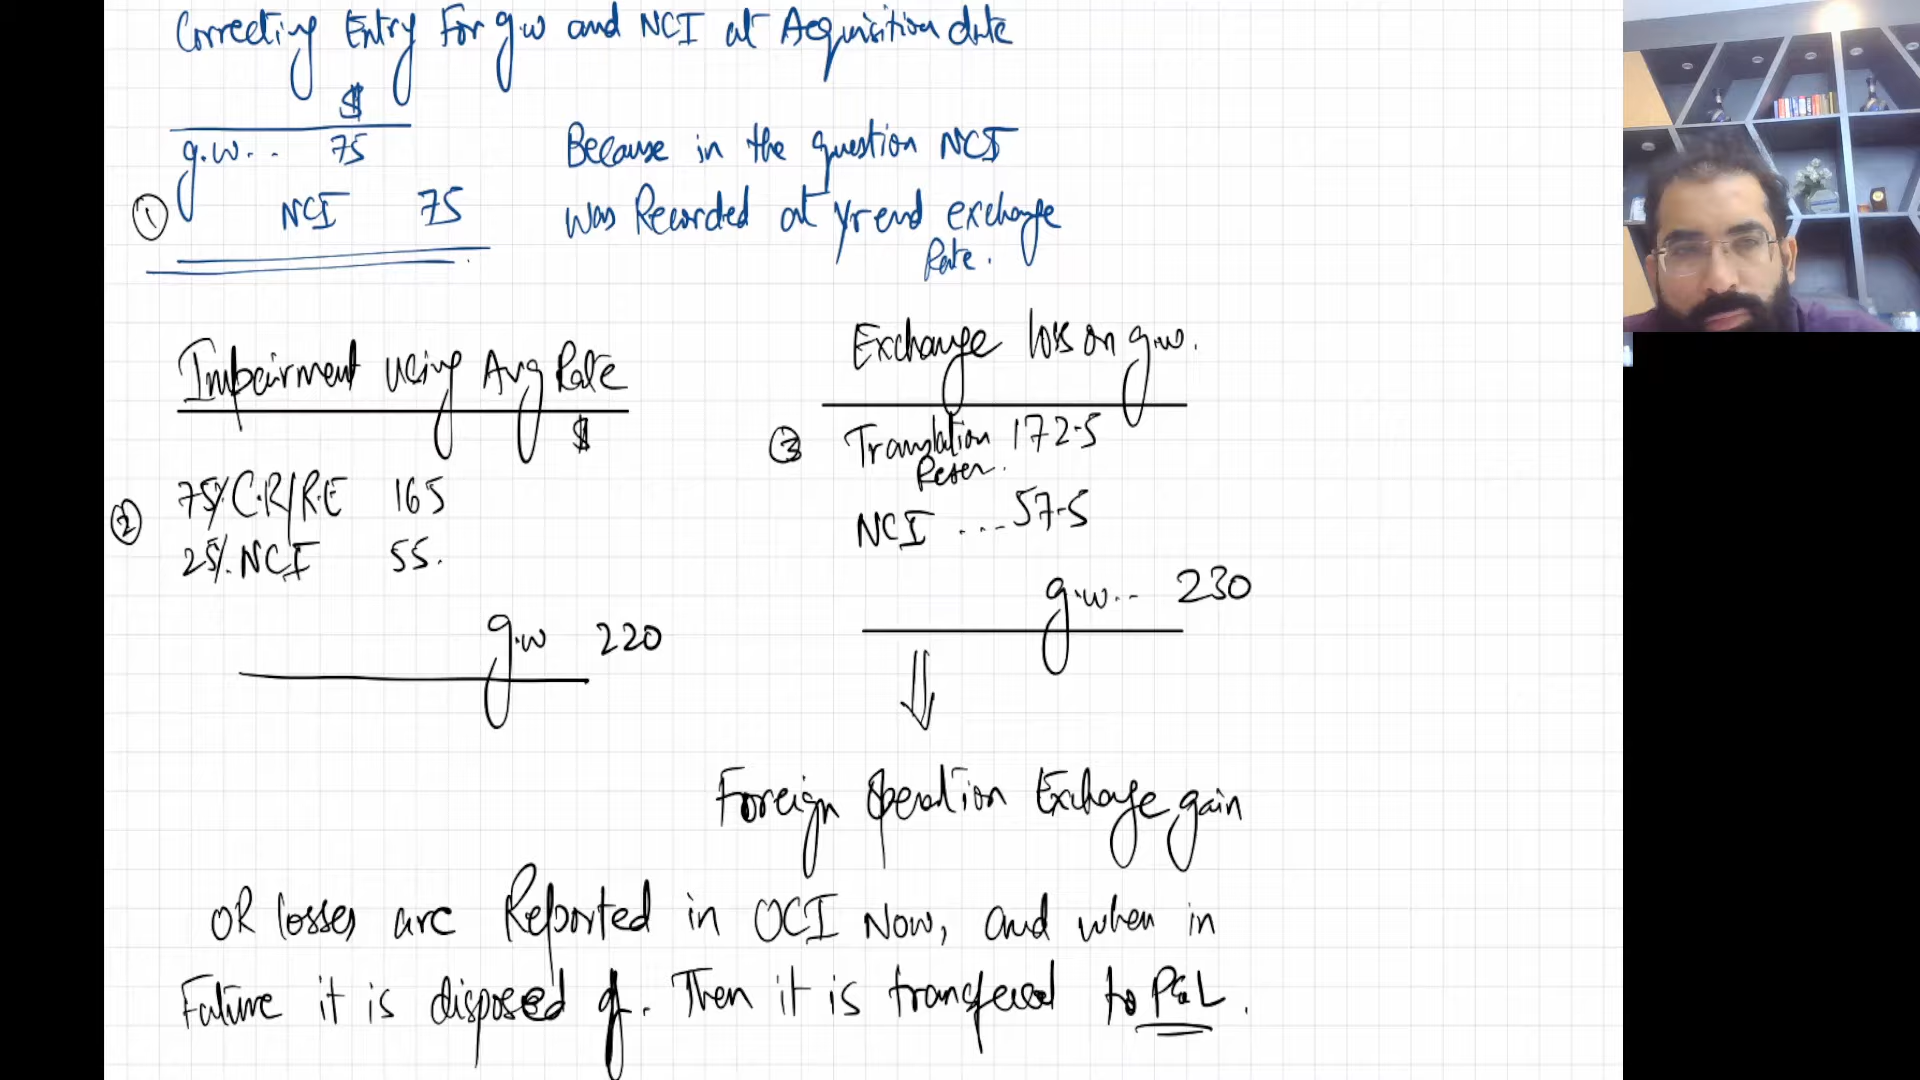 Correcting Entry For g.w and NCI at Acquisition date
$
g.w.. 75
① NCI 75
Because in the question NCI
was Recorded at yrend exchange
Rate.
Impairment using Avg Rate
$
② 75% C.R/R.E 165
25%.NCI 55.
g.w 220
Exchange loss on g.w.
③ Translation 172.5
Reser.
NCI ... 57.5
g.w.. 230
⇓
Foreign operation Exchange gain
OR losses are Reported in OCI Now, and when in
Future it is disposed of. Then it is transfered to P&L.